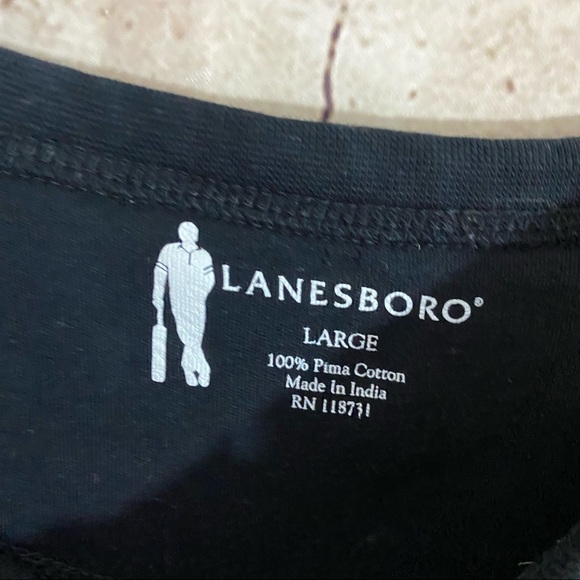 LANESBORO®
LARGE
100% Pima Cotton
Made in India
RN 118731